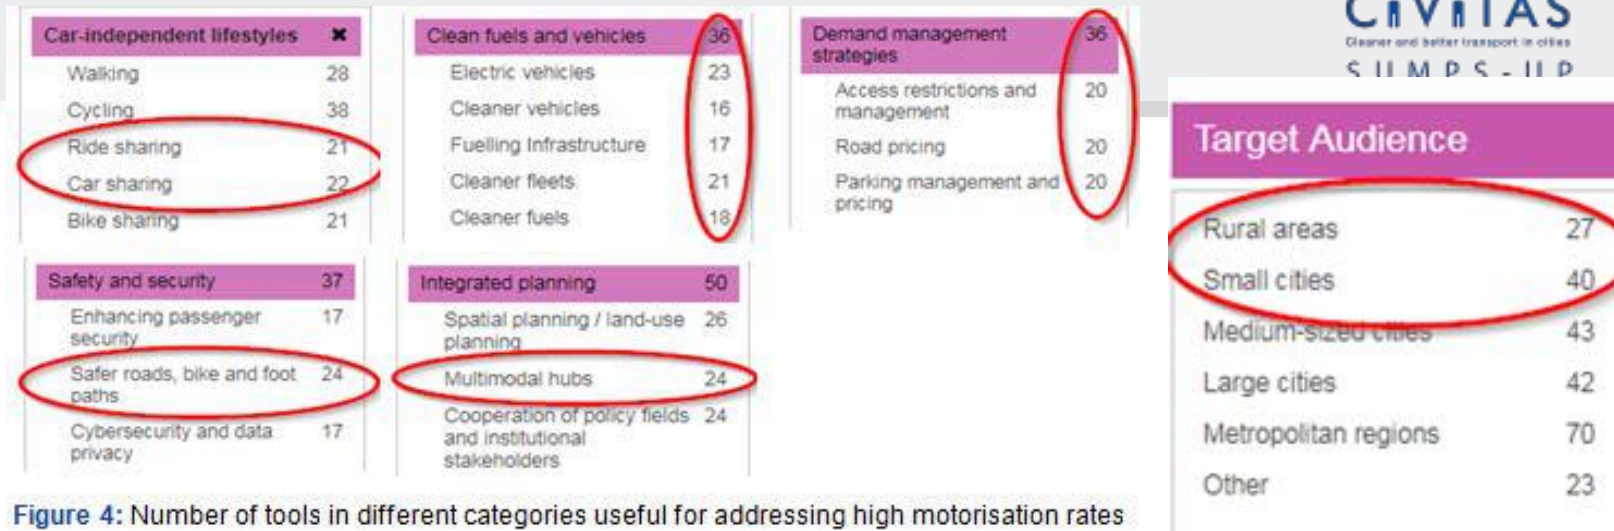 CiViTAS
Cleaner and better transport in cities
SUMPS-UP
Car-independent lifestyles ✖
Walking 28
Cycling 38
Ride sharing 21
Car sharing 22
Bike sharing 21
Clean fuels and vehicles 36
Electric vehicles 23
Cleaner vehicles 16
Fuelling Infrastructure 17
Cleaner fleets 21
Cleaner fuels 18
Demand management 36
strategies
Access restrictions and 20
management
Road pricing 20
Parking management and 20
pricing
Safety and security 37
Enhancing passenger 17
security
Safer roads, bike and foot 24
paths
Cybersecurity and data 17
privacy
Integrated planning 50
Spatial planning / land-use 26
planning
Multimodal hubs 24
Cooperation of policy fields 24
and institutional
stakeholders
Target Audience
Rural areas 27
Small cities 40
Medium-sized cities 43
Large cities 42
Metropolitan regions 70
Other 23
Figure 4: Number of tools in different categories useful for addressing high motorisation rates